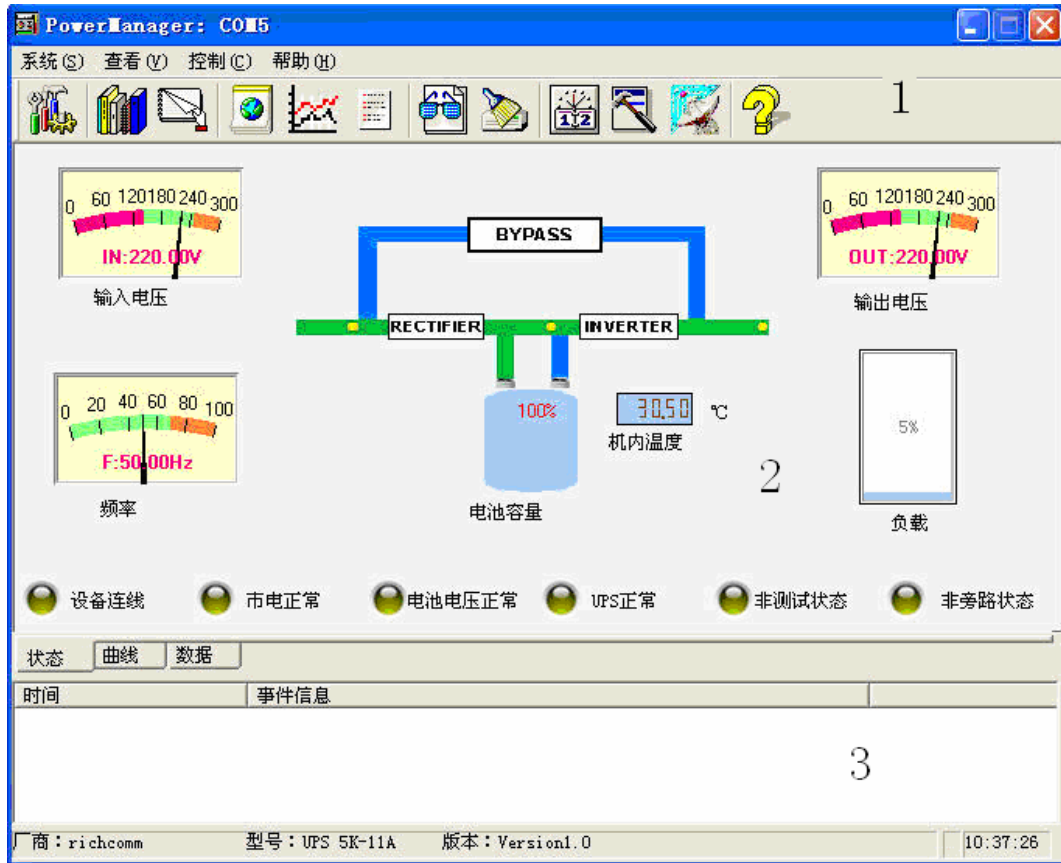 PowerManager: COM5
系统(S) 查看(V) 控制(C) 帮助(H)
1 2
1
0 60 120 180 240 300
IN:220.00V
输入电压
BYPASS
RECTIFIER
INVERTER
0 60 120 180 240 300
OUT:220.00V
输出电压
0 20 40 60 80 100
F:50.00Hz
频率
100%
电池容量
30.50 ℃
机内温度
2
5%
负载
设备连线 市电正常 电池电压正常 UPS正常 非测试状态 非旁路状态
状态 曲线 数据
时间 事件信息
3
厂商:richcomm 型号:UPS 5K-11A 版本:Version1.0 10:37:26